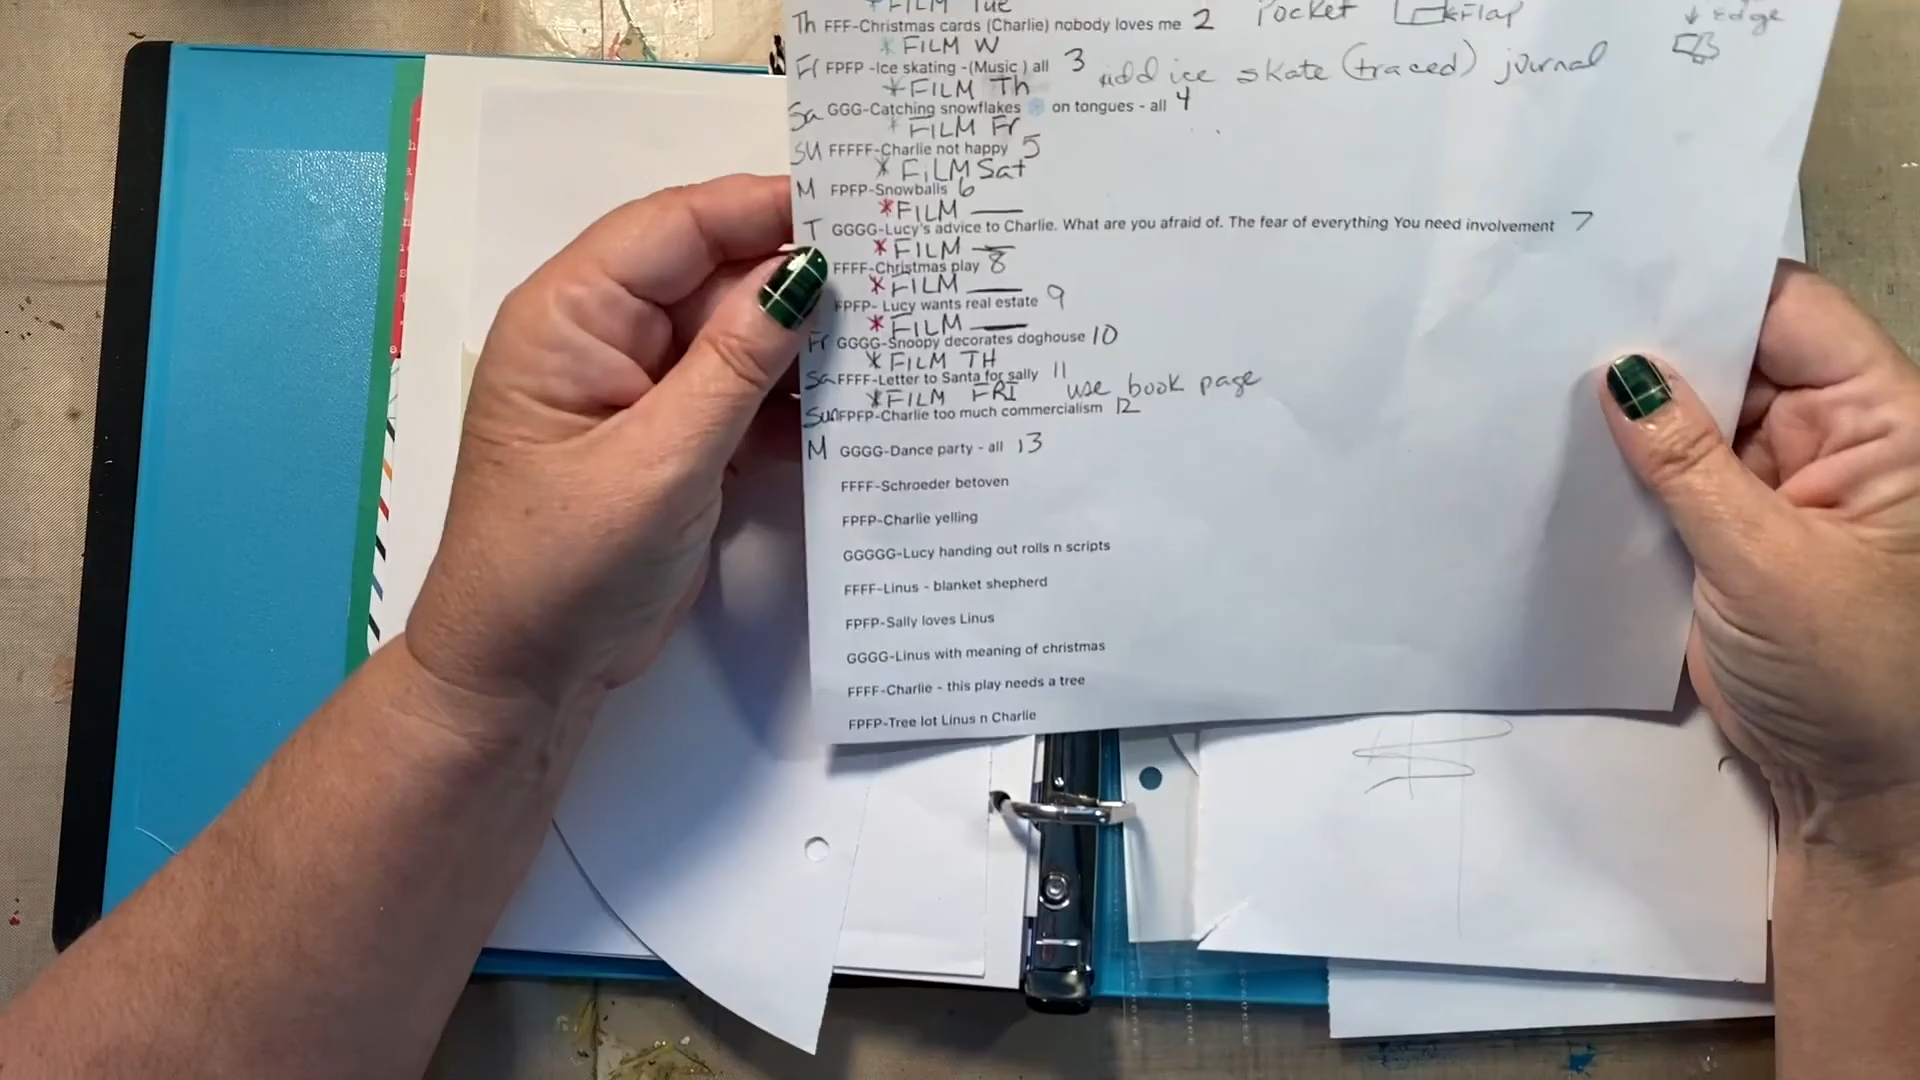 FILM Tue
Th FFF-Christmas cards (Charlie) nobody loves me 2 Pocket Flap
↓ Edge
* FILM W
Fr FPFP -Ice skating -(Music ) all 3 add ice skate (traced) journal
* FILM Th
Sa GGG-Catching snowflakes ❄ on tongues - all 4
* FILM Fr
SU FFFFF-Charlie not happy 5
* FILM Sat
M FPFP-Snowballs 6
* FILM —
T GGGG-Lucy's advice to Charlie. What are you afraid of. The fear of everything You need involvement 7
* FILM —
FFFF-Christmas play 8
* FILM —
FPFP- Lucy wants real estate 9
* FILM —
Fr GGGG-Snoopy decorates doghouse 10
* FILM TH
Sa FFFF-Letter to Santa for sally 11
* FILM FRI use book page
Sun FPFP-Charlie too much commercialism 12
M GGGG-Dance party - all 13
FFFF-Schroeder betoven
FPFP-Charlie yelling
GGGGG-Lucy handing out rolls n scripts
FFFF-Linus - blanket shepherd
FPFP-Sally loves Linus
GGGG-Linus with meaning of christmas
FFFF-Charlie - this play needs a tree
FPFP-Tree lot Linus n Charlie